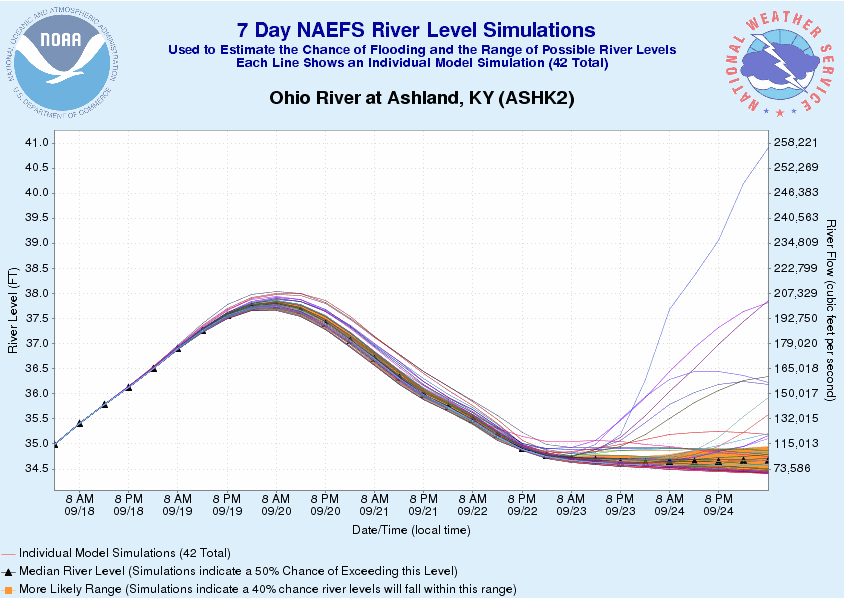 7 Day NAEFS River Level Simulations
Used to Estimate the Chance of Flooding and the Range of Possible River Levels
Each Line Shows an Individual Model Simulation (42 Total)
Ohio River at Ashland, KY (ASHK2)
NATIONAL OCEANIC AND ATMOSPHERIC ADMINISTRATION
NOAA
U.S. DEPARTMENT OF COMMERCE
NATIONAL WEATHER SERVICE
River Level (FT)
41.0
40.5
40.0
39.5
39.0
38.5
38.0
37.5
37.0
36.5
36.0
35.5
35.0
34.5
258,221
252,269
246,383
240,563
234,809
222,799
207,329
192,750
179,020
165,018
150,017
132,015
115,013
73,586
River Flow (cubic feet per second)
8 AM 8 PM 8 AM 8 PM 8 AM 8 PM 8 AM 8 PM 8 AM 8 PM 8 AM 8 PM 8 AM 8 PM
09/18 09/18 09/19 09/19 09/20 09/20 09/21 09/21 09/22 09/22 09/23 09/23 09/24 09/24
Date/Time (local time)
Individual Model Simulations (42 Total)
Median River Level (Simulations indicate a 50% Chance of Exceeding this Level)
More Likely Range (Simulations indicate a 40% chance river levels will fall within this range)